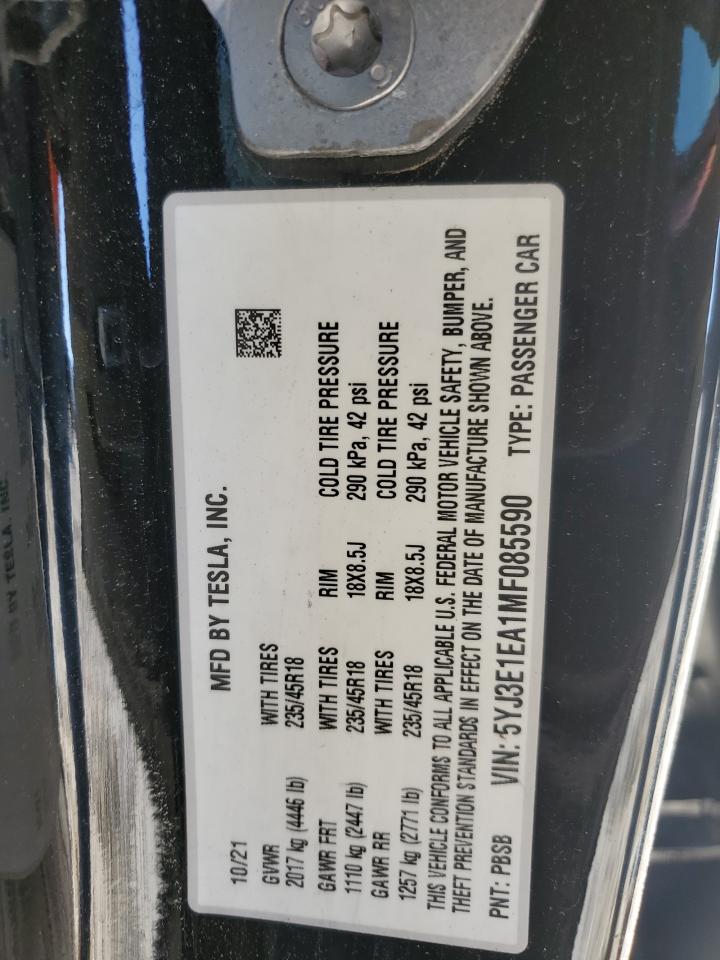 10/21 MFD BY TESLA, INC.
GVWR WITH TIRES
2017 kg (4446 lb) 235/45R18
GAWR FRT WITH TIRES RIM COLD TIRE PRESSURE
1110 kg (2447 lb) 235/45R18 18X8.5J 290 kPa, 42 psi
GAWR RR WITH TIRES RIM COLD TIRE PRESSURE
1257 kg (2771 lb) 235/45R18 18X8.5J 290 kPa, 42 psi
THIS VEHICLE CONFORMS TO ALL APPLICABLE U.S. FEDERAL MOTOR VEHICLE SAFETY, BUMPER, AND
THEFT PREVENTION STANDARDS IN EFFECT ON THE DATE OF MANUFACTURE SHOWN ABOVE.
PNT: PBSB VIN: 5YJ3E1EA1MF085590 TYPE: PASSENGER CAR
BY TESLA, INC.